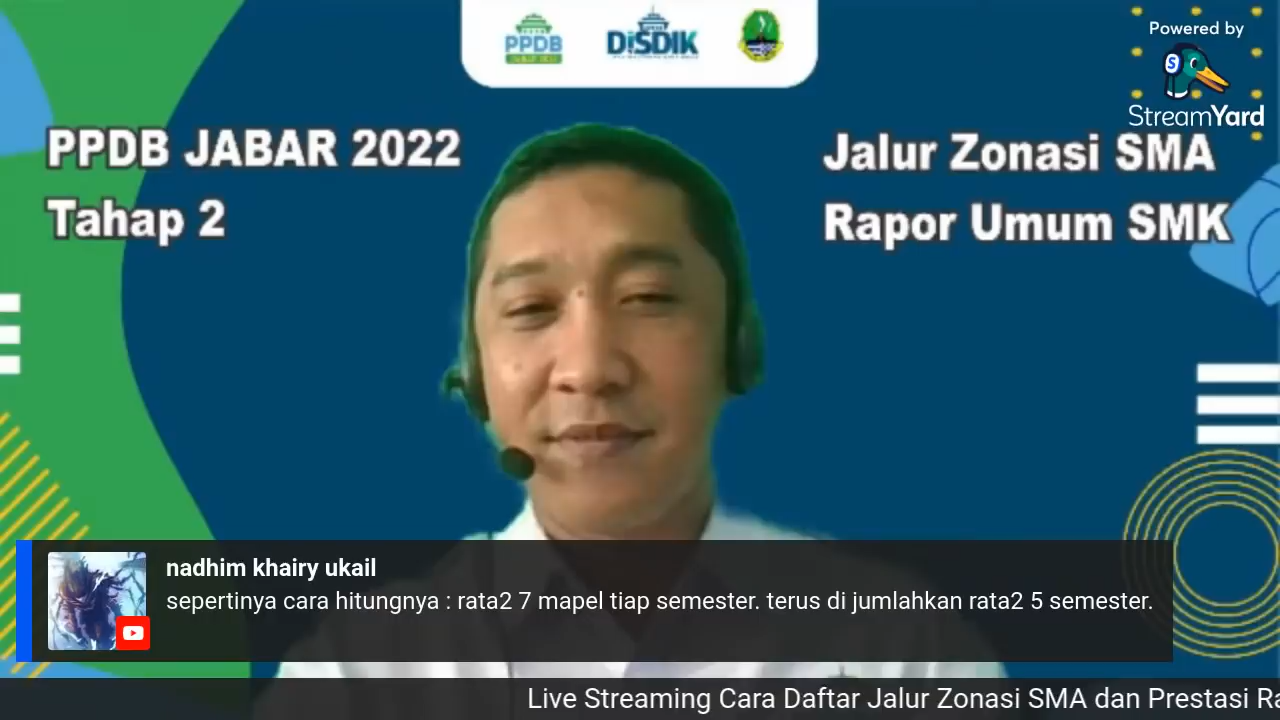 PPDB
DiSDIK
Powered by
StreamYard
PPDB JABAR 2022
Tahap 2
Jalur Zonasi SMA
Rapor Umum SMK
nadhim khairy ukail
sepertinya cara hitungnya : rata2 7 mapel tiap semester. terus di jumlahkan rata2 5 semester.
Live Streaming Cara Daftar Jalur Zonasi SMA dan Prestasi Ra